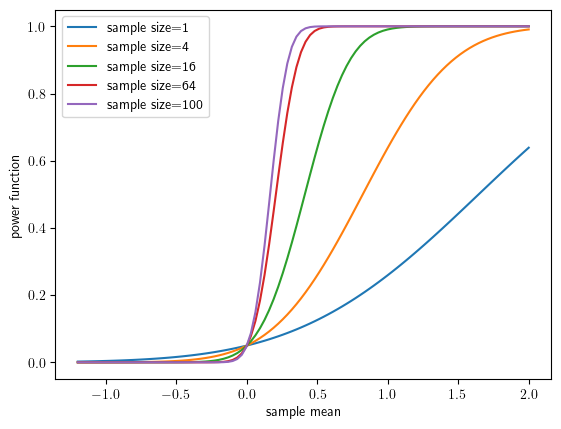 sample size=1
sample size=4
sample size=16
sample size=64
sample size=100
power function
1.0
0.8
0.6
0.4
0.2
0.0
−1.0 −0.5 0.0 0.5 1.0 1.5 2.0
sample mean